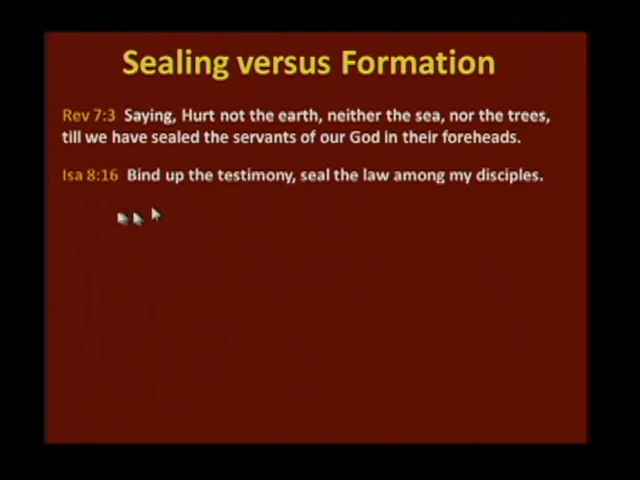 Sealing versus Formation
Rev 7:3 Saying, Hurt not the earth, neither the sea, nor the trees,
till we have sealed the servants of our God in their foreheads.
Isa 8:16 Bind up the testimony, seal the law among my disciples.